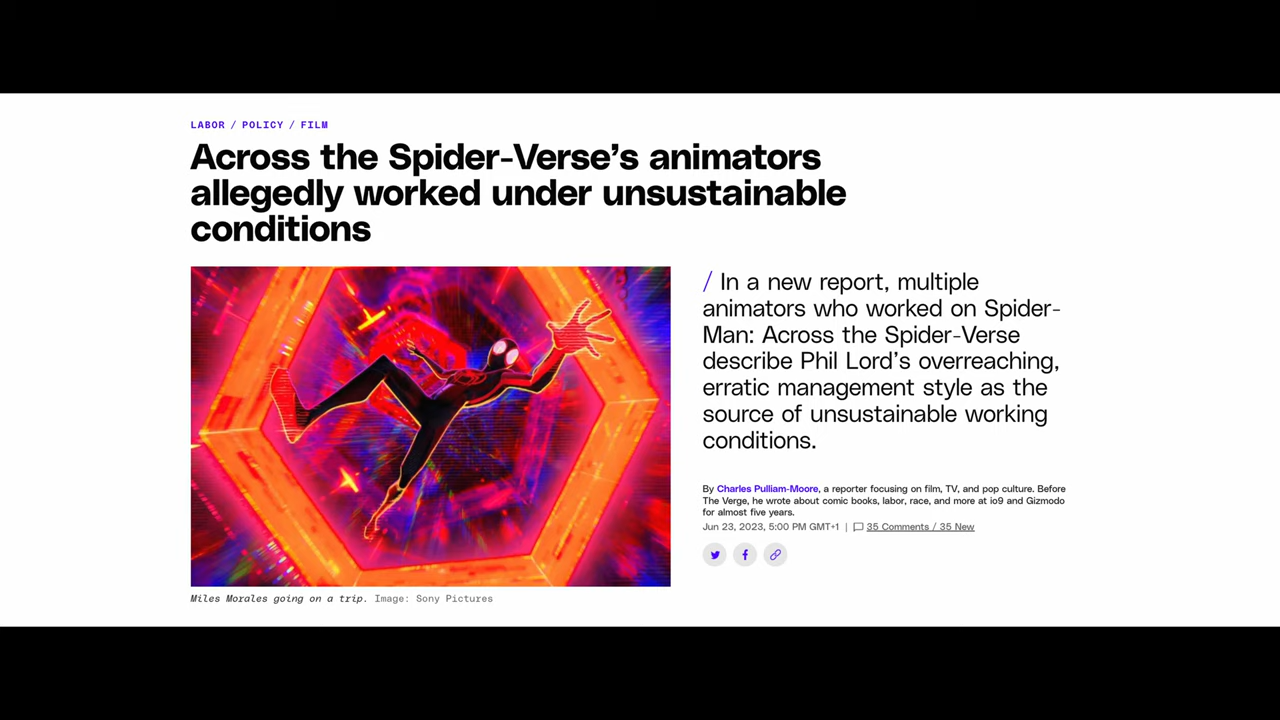 LABOR / POLICY / FILM
Across the Spider-Verse’s animators
allegedly worked under unsustainable
conditions
/ In a new report, multiple
animators who worked on Spider-
Man: Across the Spider-Verse
describe Phil Lord’s overreaching,
erratic management style as the
source of unsustainable working
conditions.
By Charles Pulliam-Moore, a reporter focusing on film, TV, and pop culture. Before
The Verge, he wrote about comic books, labor, race, and more at io9 and Gizmodo
for almost five years.
Jun 23, 2023, 5:00 PM GMT+1 | 35 Comments / 35 New
Miles Morales going on a trip. Image: Sony Pictures